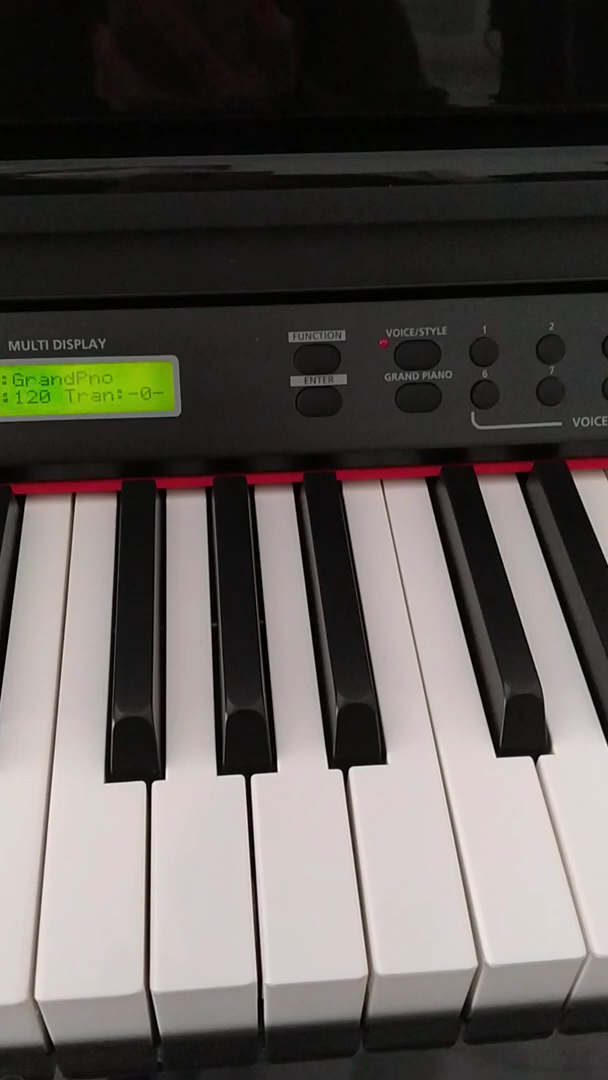 MULTI DISPLAY
:GrandPno
:120 Tran:-0-
FUNCTION
ENTER
VOICE/STYLE
GRAND PIANO
1
2
6
7
VOICE